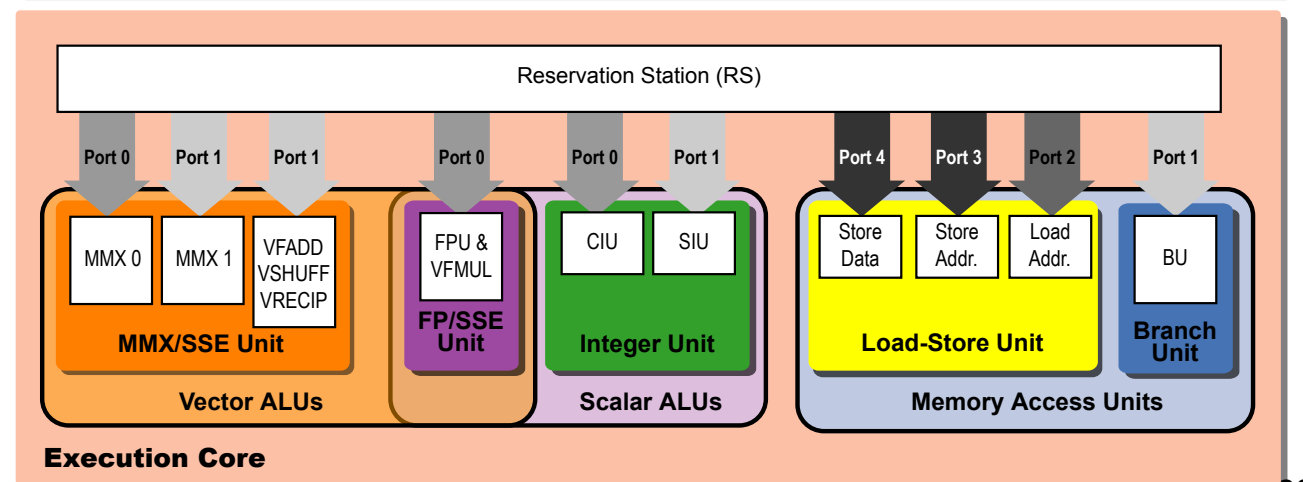 Reservation Station (RS)
Port 0
Port 1
Port 1
Port 0
Port 0
Port 1
Port 4
Port 3
Port 2
Port 1
MMX 0
MMX 1
VFADD
VSHUFF
VRECIP
FPU &
VFMUL
CIU
SIU
Store
Data
Store
Addr.
Load
Addr.
BU
MMX/SSE Unit
FP/SSE
Unit
Integer Unit
Load-Store Unit
Branch
Unit
Vector ALUs
Scalar ALUs
Memory Access Units
Execution Core